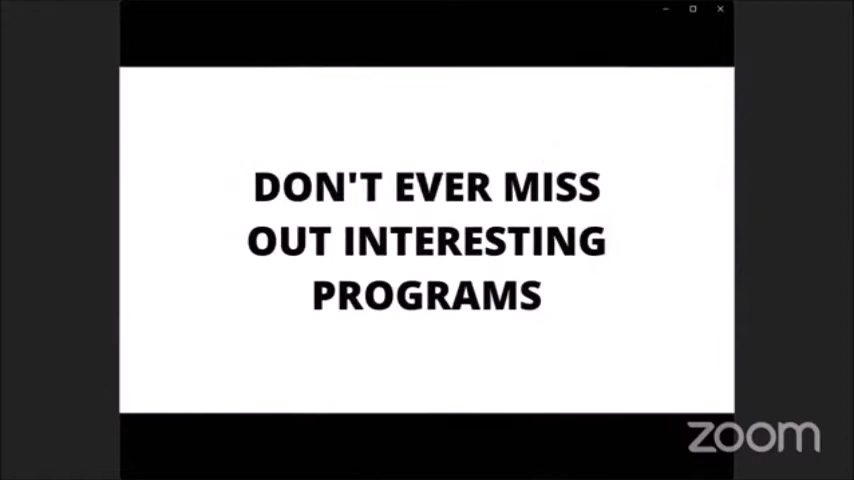 DON'T EVER MISS
OUT INTERESTING
PROGRAMS
zoom